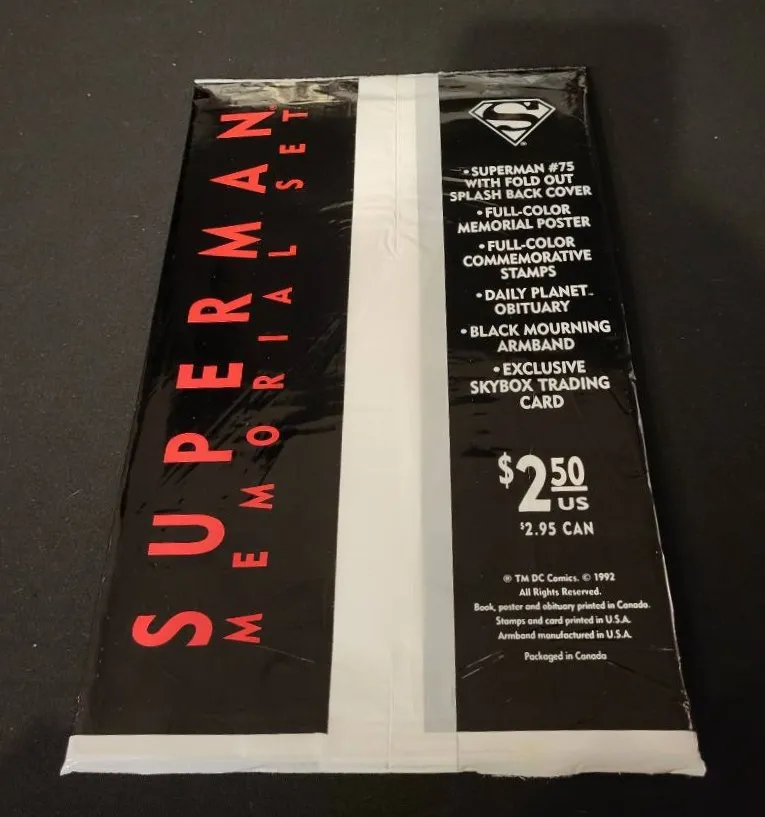 SUPERMAN®
MEMORIAL SET
S
®
• SUPERMAN #75
WITH FOLD OUT
SPLASH BACK COVER
• FULL-COLOR
MEMORIAL POSTER
• FULL-COLOR
COMMEMORATIVE
STAMPS
• DAILY PLANET™
OBITUARY
• BLACK MOURNING
ARMBAND
• EXCLUSIVE
SKYBOX TRADING
CARD
$2.50
US
$2.95 CAN
® TM DC Comics. © 1992
All Rights Reserved.
Book, poster and obituary printed in Canada.
Stamps and card printed in U.S.A.
Armband manufactured in U.S.A.
Packaged in Canada